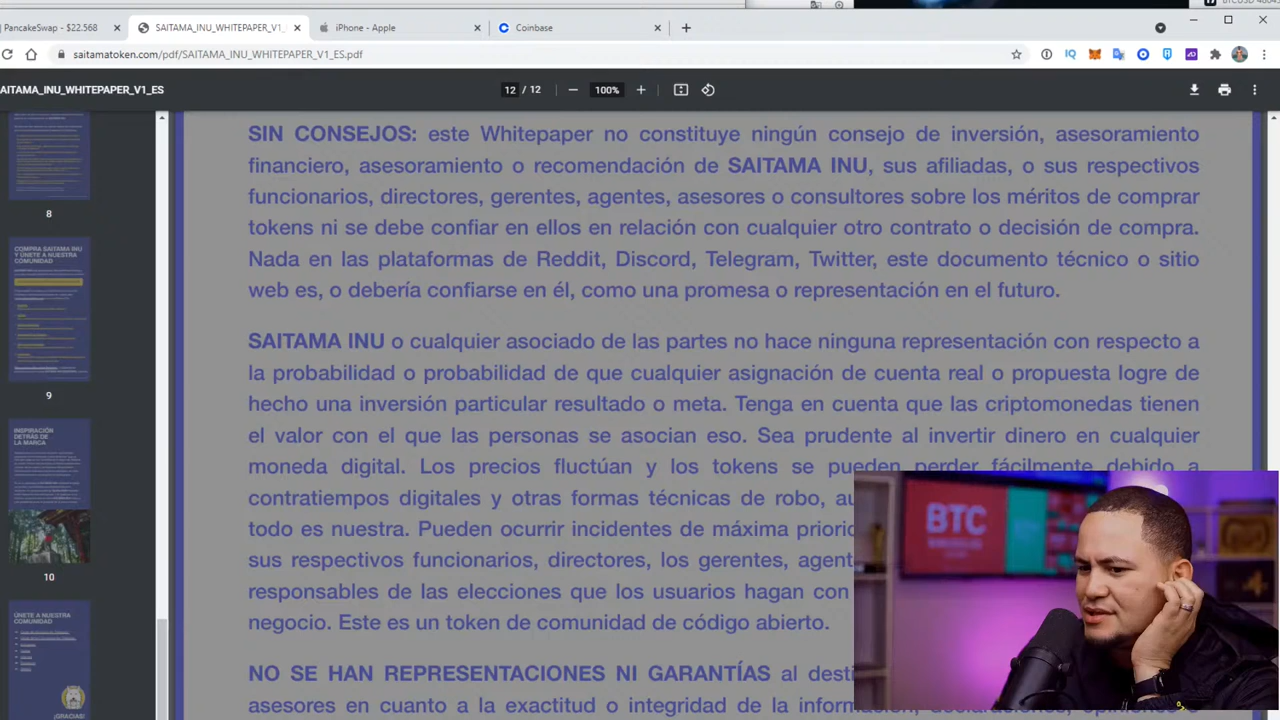 BTCUSD 48043
PancakeSwap - $22.568
SAITAMA_INU_WHITEPAPER_V1_
iPhone - Apple
Coinbase
saitamatoken.com/pdf/SAITAMA_INU_WHITEPAPER_V1_ES.pdf
AITAMA_INU_WHITEPAPER_V1_ES
12 / 12
100%
SIN CONSEJOS: este Whitepaper no constituye ningún consejo de inversión, asesoramiento
financiero, asesoramiento o recomendación de SAITAMA INU, sus afiliadas, o sus respectivos
funcionarios, directores, gerentes, agentes, asesores o consultores sobre los méritos de comprar
tokens ni se debe confiar en ellos en relación con cualquier otro contrato o decisión de compra.
Nada en las plataformas de Reddit, Discord, Telegram, Twitter, este documento técnico o sitio
web es, o debería confiarse en él, como una promesa o representación en el futuro.
SAITAMA INU o cualquier asociado de las partes no hace ninguna representación con respecto a
la probabilidad o probabilidad de que cualquier asignación de cuenta real o propuesta logre de
hecho una inversión particular resultado o meta. Tenga en cuenta que las criptomonedas tienen
el valor con el que las personas se asocian eso. Sea prudente al invertir dinero en cualquier
moneda digital. Los precios fluctúan y los tokens se pueden perder fácilmente debido a
contratiempos digitales y otras formas técnicas de robo, au
todo es nuestra. Pueden ocurrir incidentes de máxima priorid
sus respectivos funcionarios, directores, los gerentes, agent
responsables de las elecciones que los usuarios hagan con
negocio. Este es un token de comunidad de código abierto.
NO SE HAN REPRESENTACIONES NI GARANTÍAS al desti
asesores en cuanto a la exactitud o integridad de la
8
COMPRA SAITAMA INU
Y ÚNETE A NUESTRA
COMUNIDAD
9
INSPIRACIÓN
DETRÁS DE
LA MARCA
10
ÚNETE A NUESTRA
COMUNIDAD
¡GRACIAS!
BTC